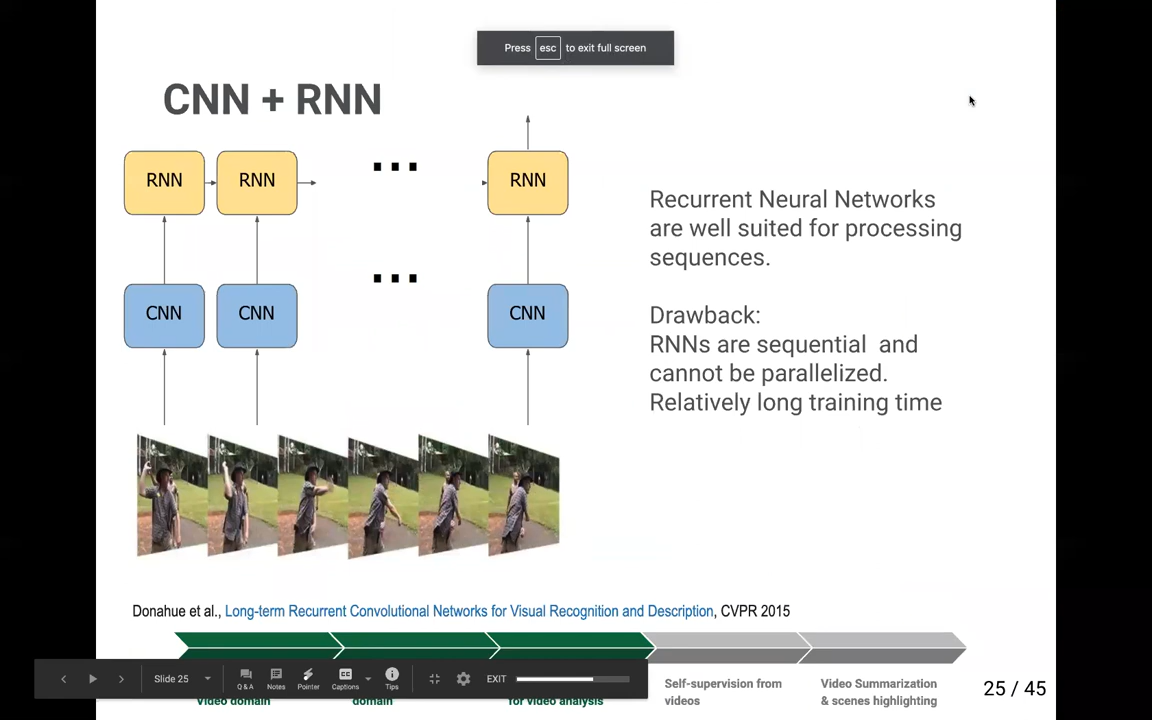 Press esc to exit full screen
CNN + RNN
RNN RNN ... RNN
...
CNN CNN CNN
Recurrent Neural Networks
are well suited for processing
sequences.
Drawback:
RNNs are sequential and
cannot be parallelized.
Relatively long training time
Donahue et al., Long-term Recurrent Convolutional Networks for Visual Recognition and Description, CVPR 2015
Slide 25
Q & A
Notes
Pointer
CC
Captions
Tips
EXIT
Video domain
domain
for video analysis
Self-supervision from
videos
Video Summarization
& scenes highlighting
25 / 45